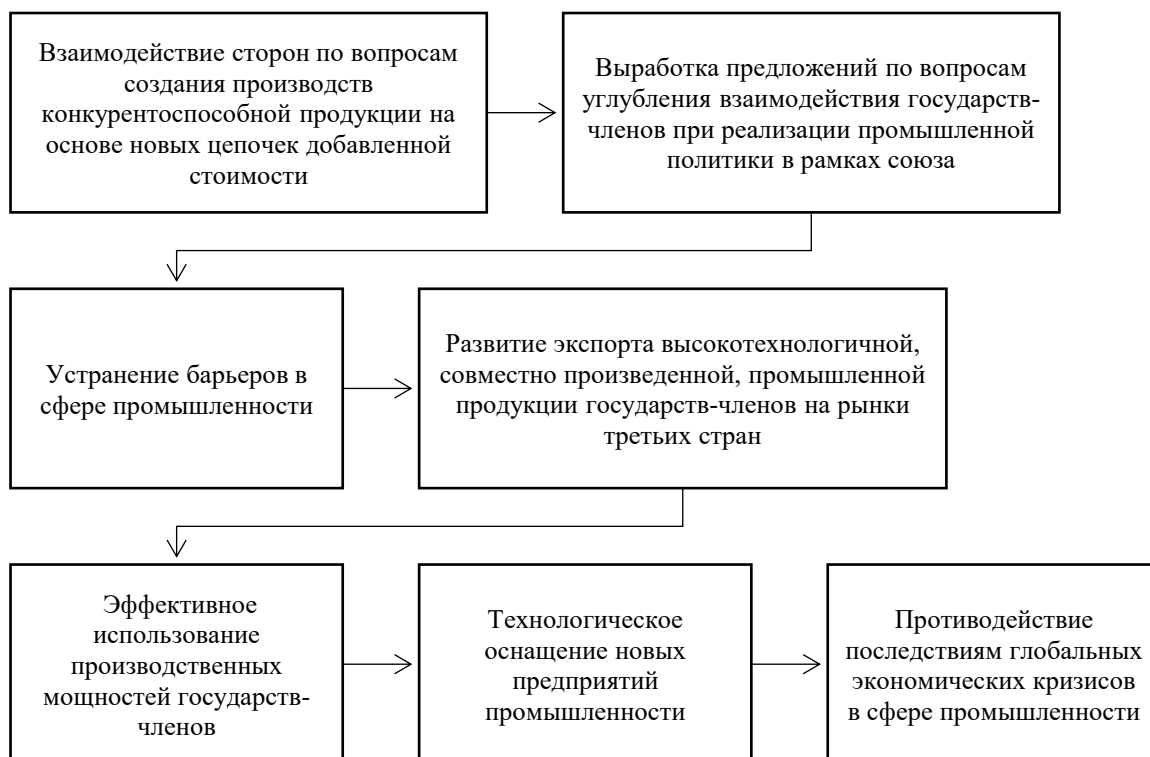 Взаимодействие сторон по вопросам
создания производств
конкурентоспособной продукции на
основе новых цепочек добавленной
стоимости
Выработка предложений по вопросам
углубления взаимодействия государств-
членов при реализации промышленной
политики в рамках союза
Устранение барьеров в
сфере промышленности
Развитие экспорта высокотехнологичной,
совместно произведенной, промышленной
продукции государств-членов на рынки
третьих стран
Эффективное
использование
производственных
мощностей государств-
членов
Технологическое
оснащение новых
предприятий
промышленности
Противодействие
последствиям глобальных
экономических кризисов
в сфере промышленности